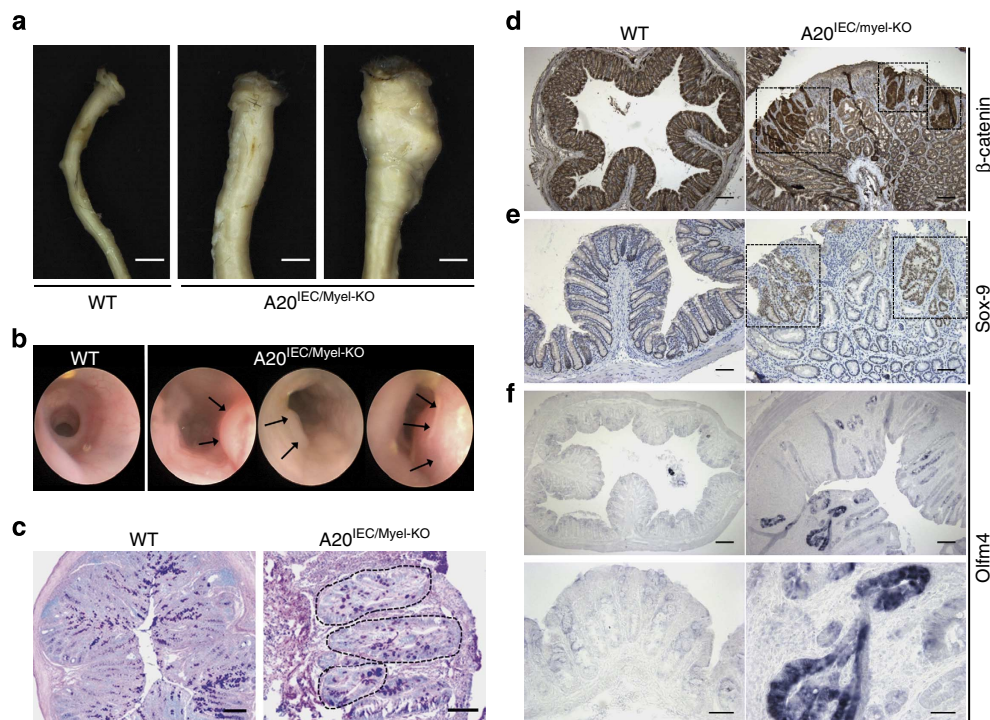 a
WT
A20IEC/Myel-KO
b
WT
A20IEC/Myel-KO
c
WT
A20IEC/Myel-KO
d
WT
A20IEC/myel-KO
β-catenin
e
Sox-9
f
Olfm4